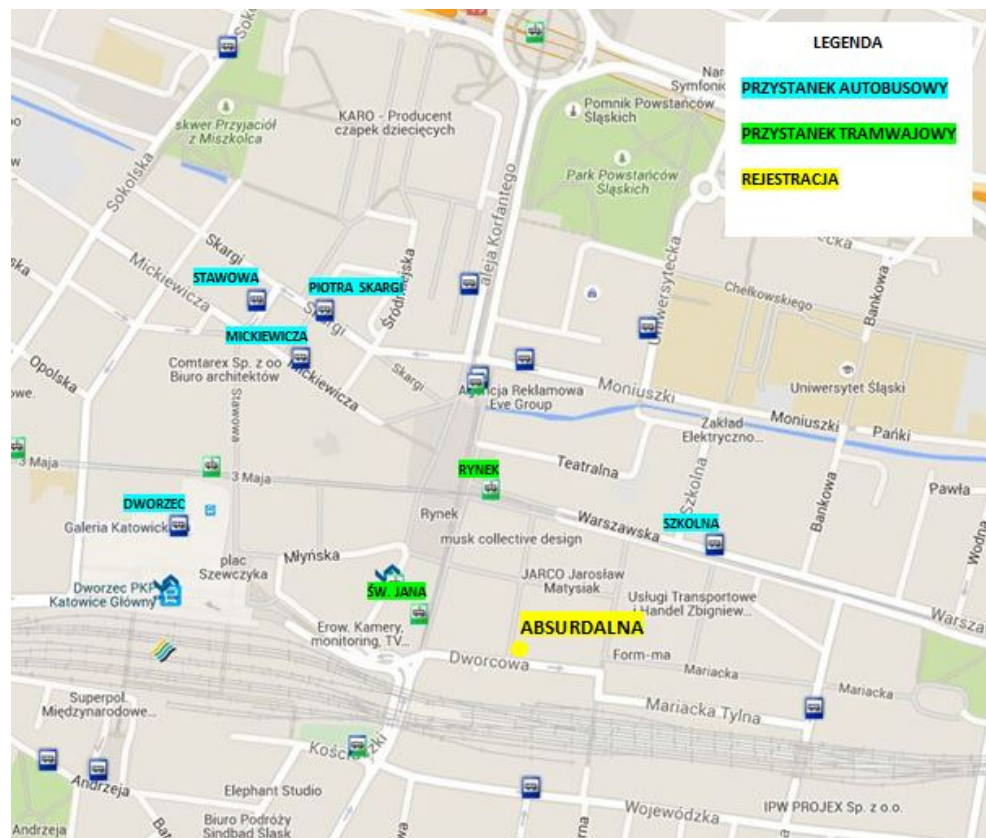 LEGENDA
PRZYSTANEK AUTOBUSOWY
PRZYSTANEK TRAMWAJOWY
REJESTRACJA
Pomnik Powstańców
Śląskich
Park Powstańców
Śląskich
KARO - Producent
czapek dziecięcych
skwer Przyjaciół
z Miszkolca
Sokolska
Skargi
Mickiewicza
aleja Korfantego
Uniwersytecka
Bankowa
Chełkowskiego
STAWOWA
PIOTRA SKARGI
Skargi
MICKIEWICZA
Comtarex Sp. z oo
Biuro architektów
Mickiewicza
Skargi
Opolska
Stawowa
Moniuszki
Uniwersytet Śląski
Eve Group
Moniuszki
Pańki
Zakład
Elektryczno...
Teatralna
Szkolna
Bankowa
Pawła
Wodna
3 Maja
3 Maja
RYNEK
Rynek
Warszawska
SZKOLNA
DWORZEC
Galeria Katowick
musk collective design
plac
Szewczyka
Młyńska
Dworzec PKP
Katowice Główny
ŚW. JANA
JARCO Jarosław
Matysiak
Usługi Transportowe
i Handel Zbigniew...
Erow. Kamery,
monitoring, TV...
ABSURDALNA
Dworcowa
Form-ma
Mariacka
Mariacka
Mariacka Tylna
Superpol.
Międzynarodowe...
Andrzeja
Elephant Studio
Biuro Podróży
Sindbad Śląsk
Wojewódzka
IPW PROJEX Sp. z o.o.
Andrzeja